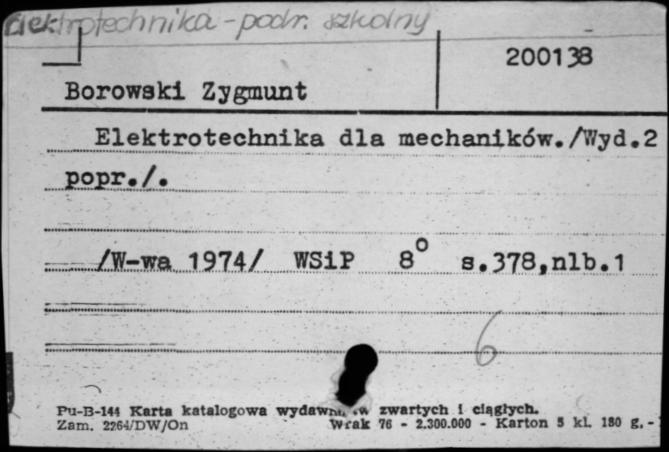 elektrotechnika - podr. szkolny
200138
Borowski Zygmunt
Elektrotechnika dla mechaników./Wyd.2
popr./.
/W-wa 1974/ WSiP 8° s.378,nlb.1
6
Pu-B-144 Karta katalogowa zwartych i ciągłych.
Zam. 2264/DW/On Wrak 76 - 2.300.000 - Karton 5 kl. 180 g. -